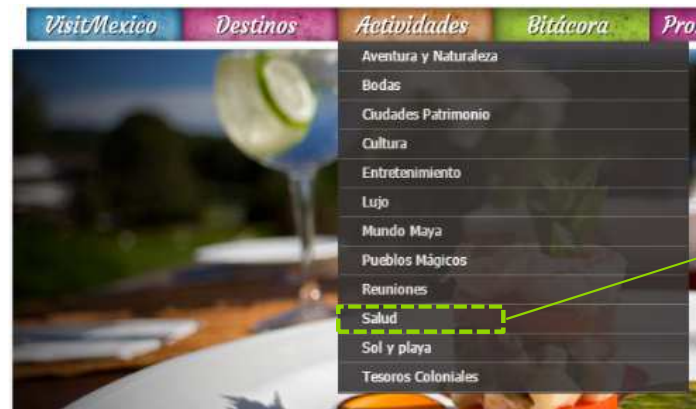 VisitMexico Destinos Actividades Bitácora
Aventura y Naturaleza
Bodas
Ciudades Patrimonio
Cultura
Entretenimiento
Lujo
Mundo Maya
Pueblos Mágicos
Reuniones
Salud
Sol y playa
Tesoros Coloniales